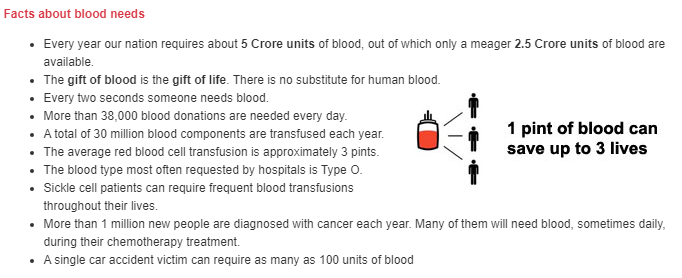 Facts about blood needs
• Every year our nation requires about 5 Crore units of blood, out of which only a meager 2.5 Crore units of blood are
available.
• The gift of blood is the gift of life. There is no substitute for human blood.
• Every two seconds someone needs blood.
• More than 38,000 blood donations are needed every day.
• A total of 30 million blood components are transfused each year.
• The average red blood cell transfusion is approximately 3 pints.
• The blood type most often requested by hospitals is Type O.
• Sickle cell patients can require frequent blood transfusions
throughout their lives.
• More than 1 million new people are diagnosed with cancer each year. Many of them will need blood, sometimes daily,
during their chemotherapy treatment.
• A single car accident victim can require as many as 100 units of blood
1 pint of blood can
save up to 3 lives